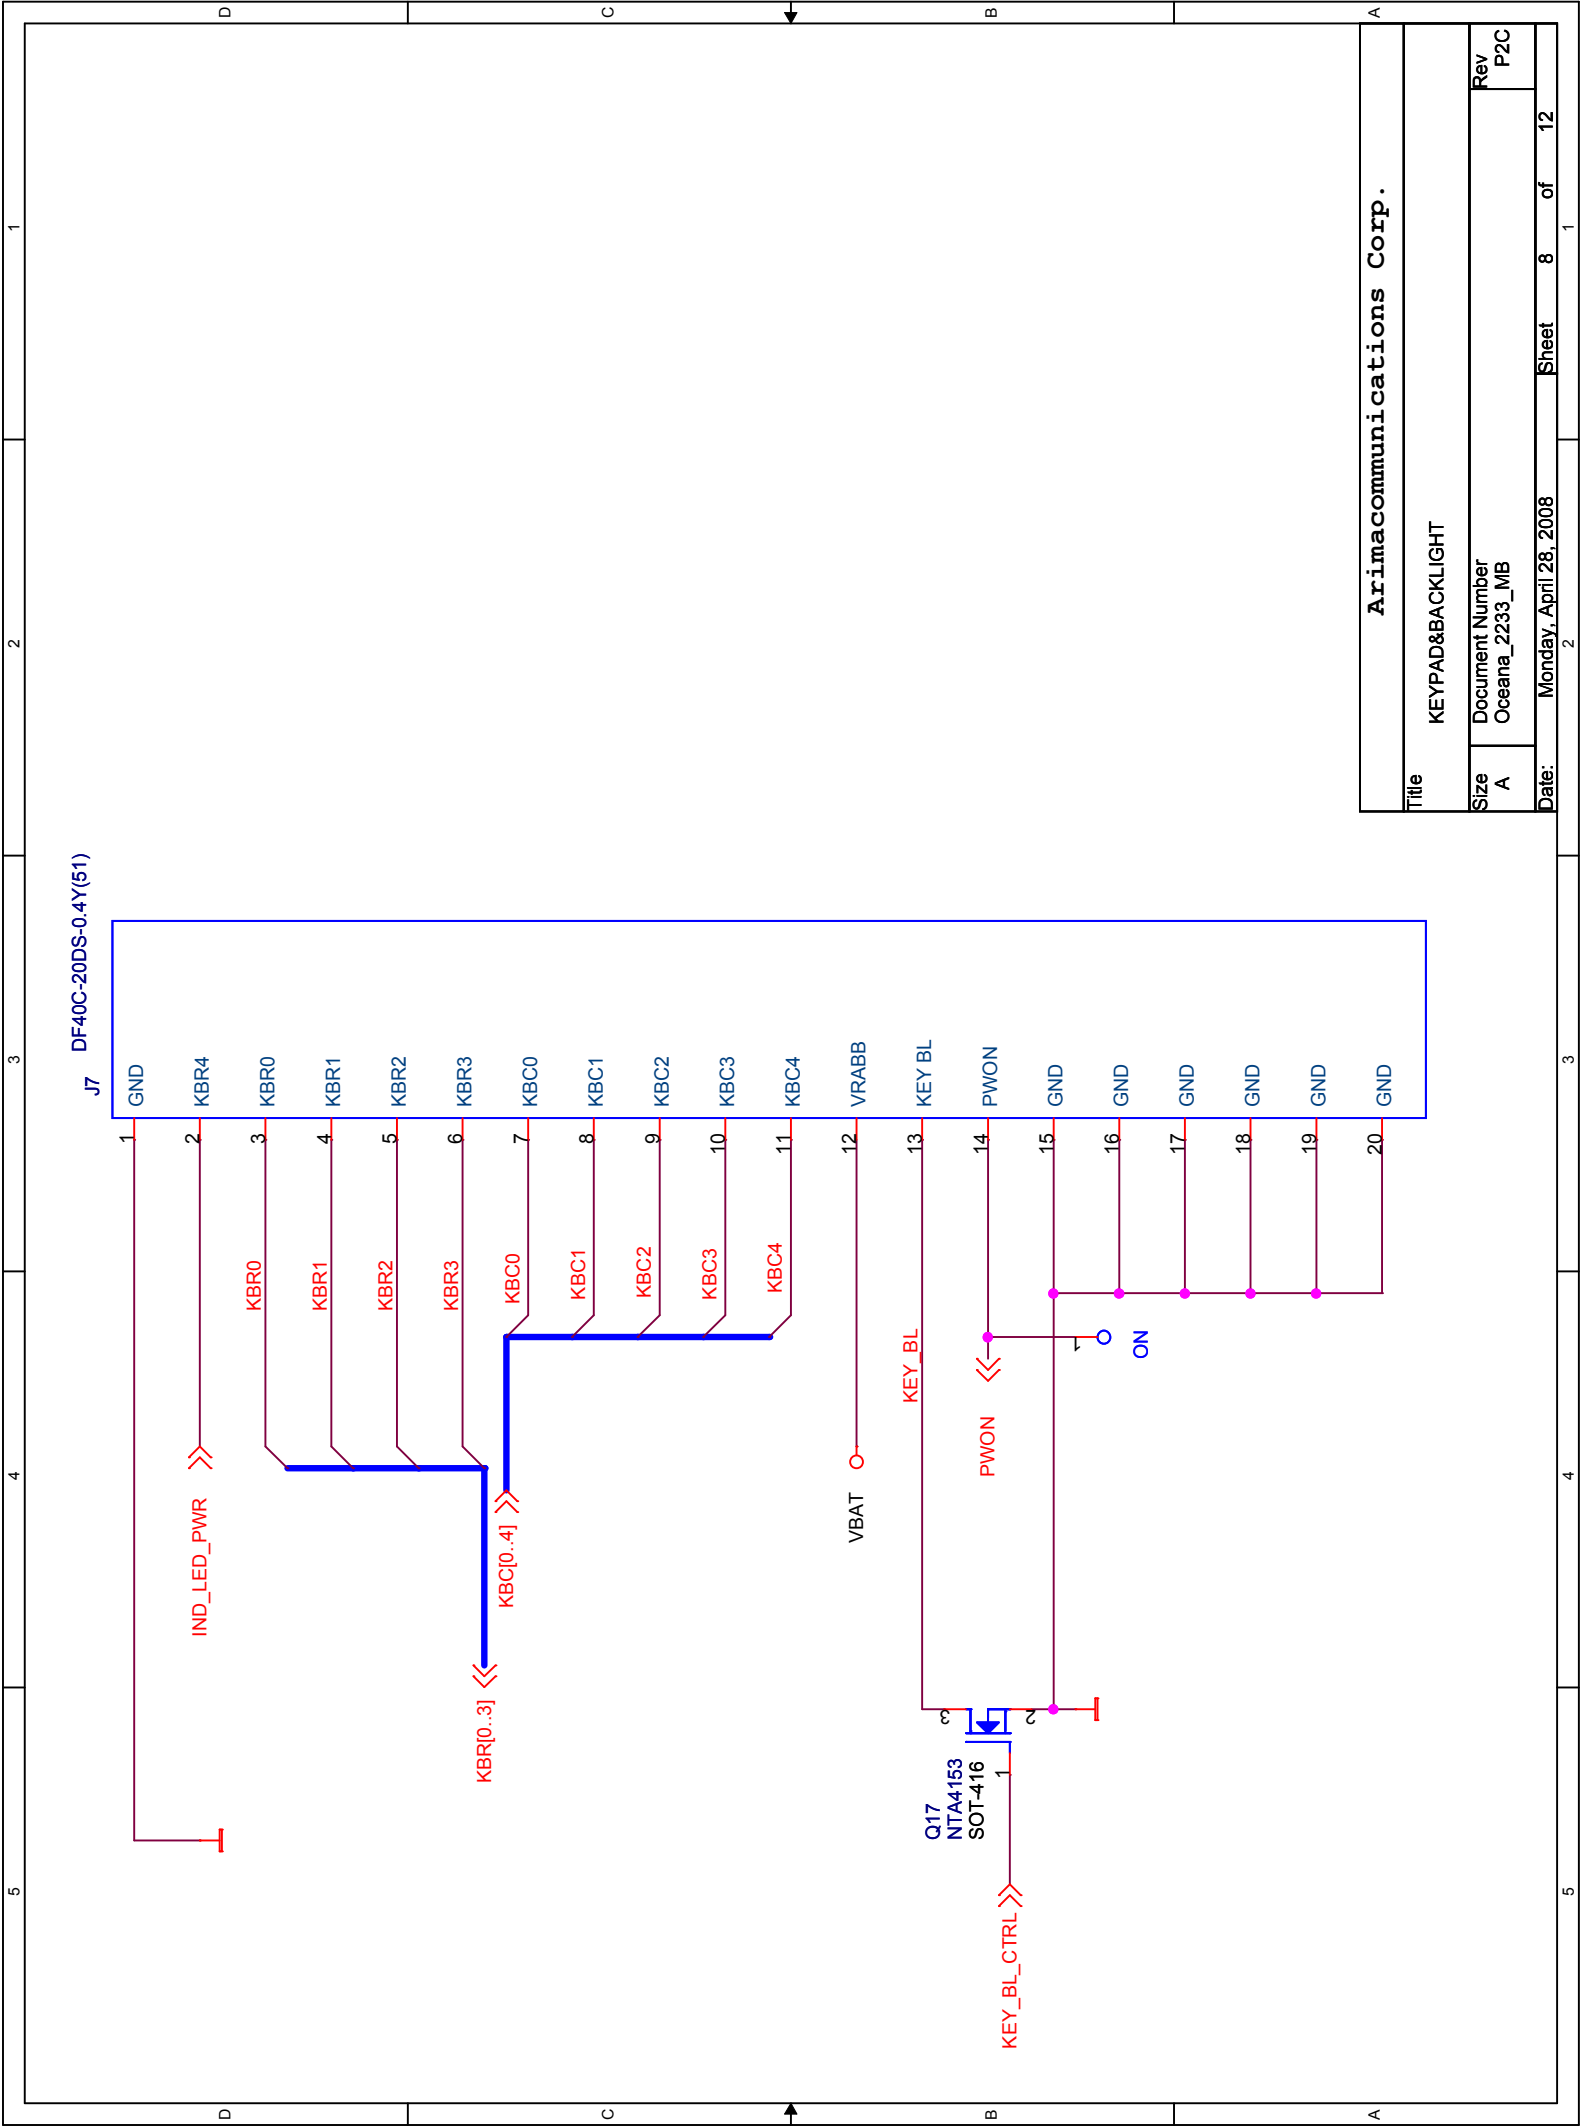 5
4
3
2
1
D
D
C
C
B
B
A
A
J7
DF40C-20DS-0.4Y(51)
1
GND
IND_LED_PWR
2
KBR4
KBR0
3
KBR0
KBR1
4
KBR1
KBR2
5
KBR2
KBR3
6
KBR3
KBR[0..3]
KBC0
7
KBC0
KBC[0..4]
KBC1
8
KBC1
KBC2
9
KBC2
KBC3
10
KBC3
KBC4
11
KBC4
VBAT
12
VRABB
KEY_BL
13
KEY BL
PWON
14
PWON
15
GND
16
GND
17
GND
18
GND
19
GND
20
GND
1
ON
Q17
NTA4153
SOT-416
3
2
1
KEY_BL_CTRL
Arimacommunications Corp.
Title
KEYPAD&BACKLIGHT
Size
Document Number
Rev
A
Oceana_2233_MB
P2C
Date:
Monday, April 28, 2008
Sheet
8
of
12
5
4
3
2
1